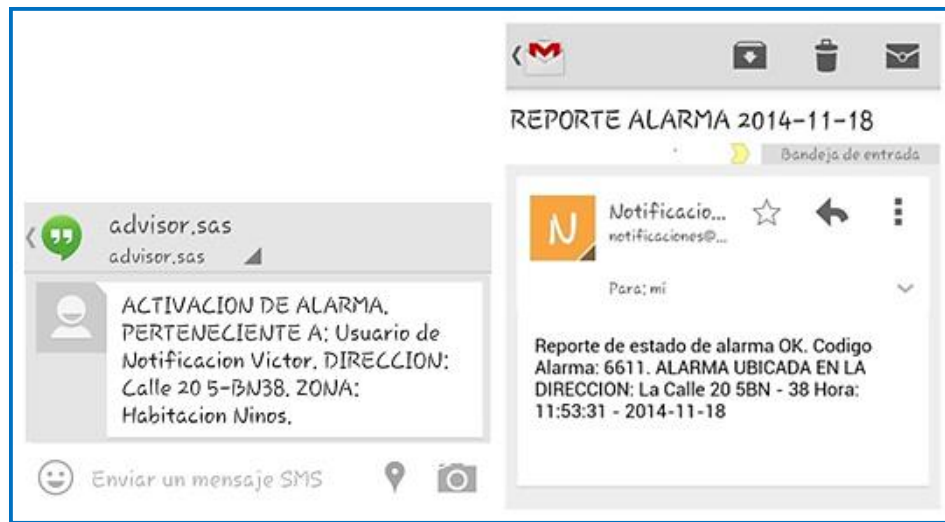 advisor.sas
advisor.sas
ACTIVACION DE ALARMA.
PERTENECIENTE A: Usuario de
Notificacion Victor. DIRECCION:
Calle 20 5-BN38. ZONA:
Habitacion Ninos.
Enviar un mensaje SMS
REPORTE ALARMA 2014-11-18
Bandeja de entrada
N
Notificacio...
notificaciones@...
Para: mi
Reporte de estado de alarma OK. Codigo
Alarma: 6611. ALARMA UBICADA EN LA
DIRECCION: La Calle 20 5BN - 38 Hora:
11:53:31 - 2014-11-18